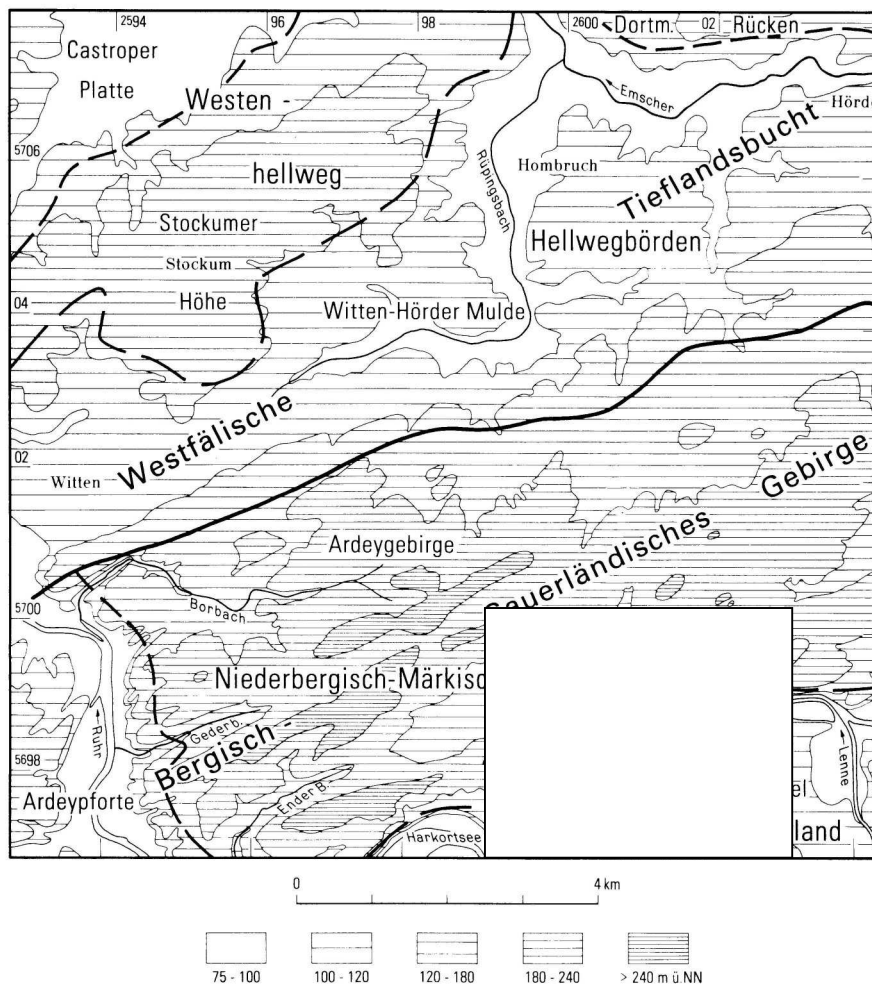 2594
96
98
2600
Dortm.
02
Rücken
Castroper
Platte
Westen -
Emscher
Hörde
5706
Rüpingsbach
Hombruch
Tieflandsbucht
hellweg
Stockumer
Hellwegbörden
Stockum
04
Höhe
Witten-Hörder Mulde
Westfälische
02
Witten
Gebirge
Ardeygebirge
Sauerländisches
5700
Borbach
Niederbergisch-Märkisc
Gederb.
Bergisch -
Ruhr
Lenne
5698
Ardeypforte
Ender B.
el
Harkortsee
land
0 4 km
75 - 100 100 - 120 120 - 180 180 - 240 > 240 m ü.NN